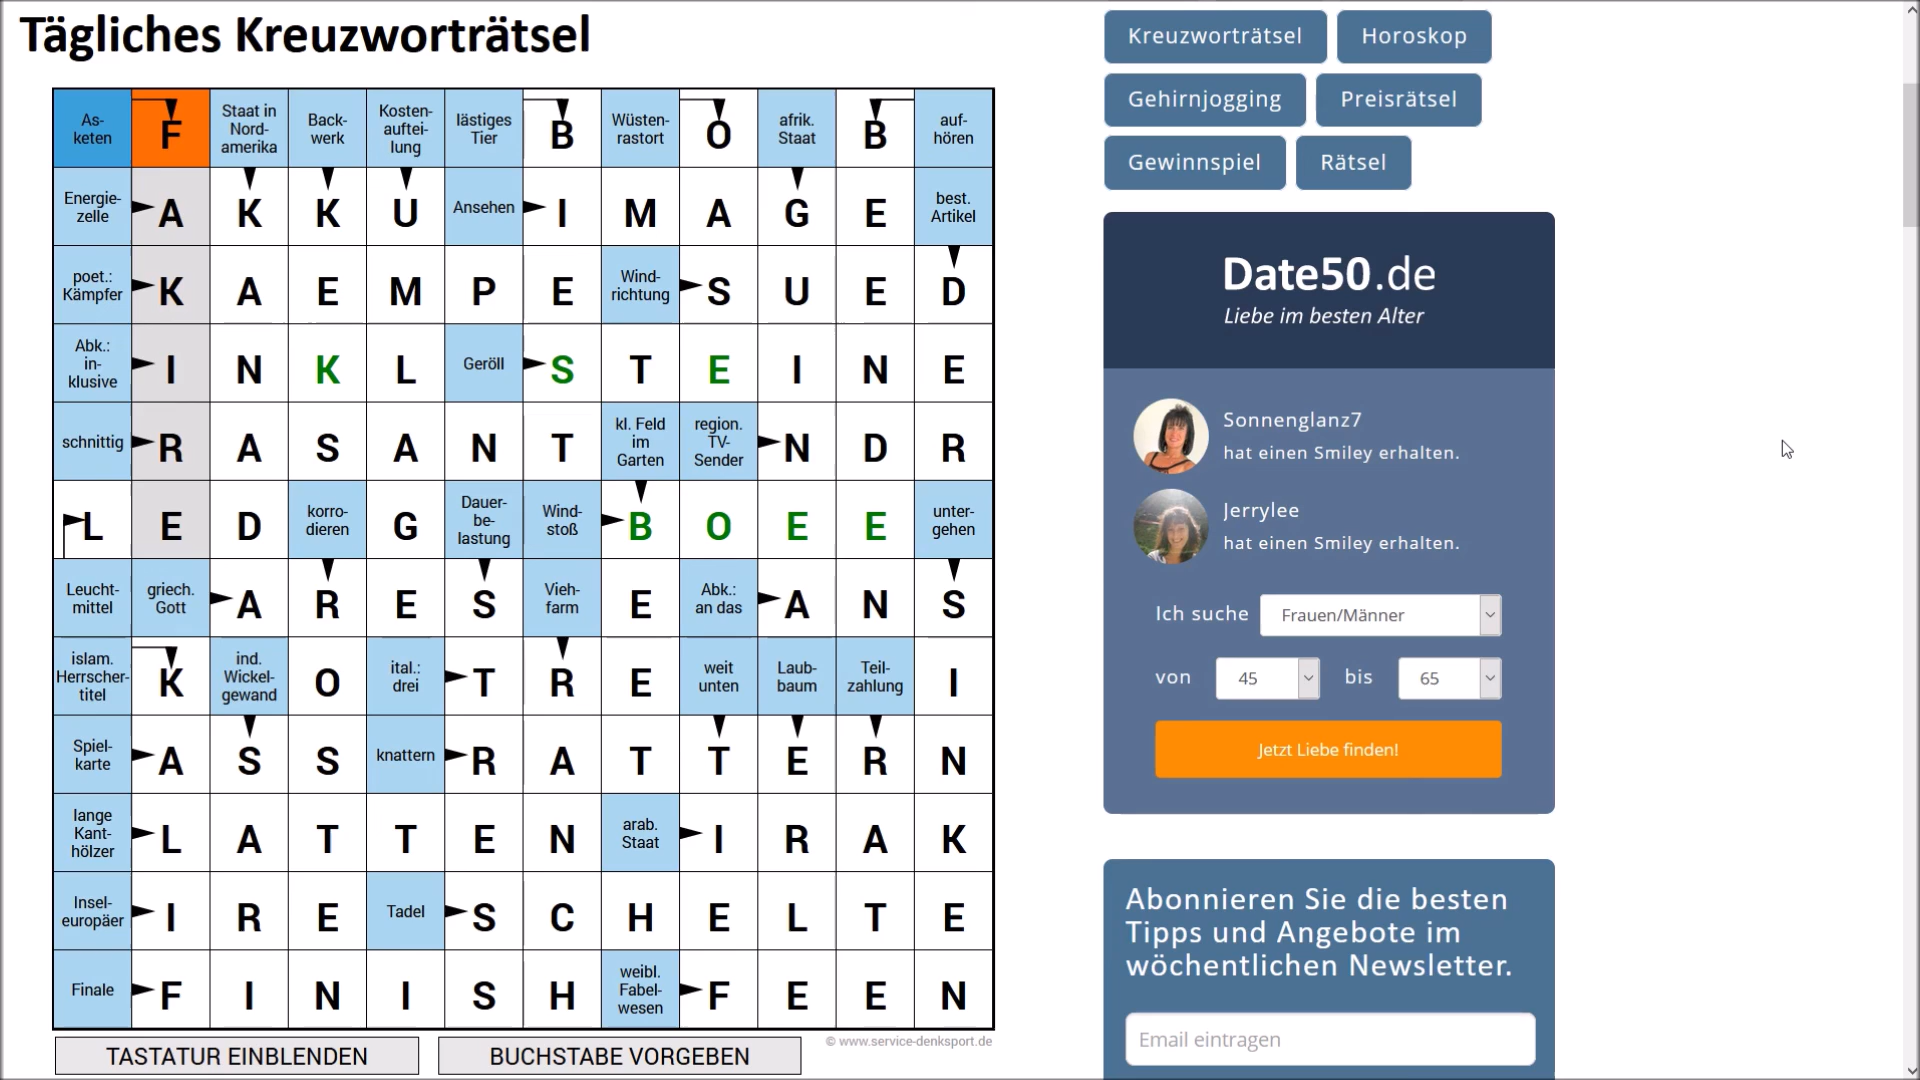 Tägliches Kreuzworträtsel
As-
keten
F
Staat in
Nord-
amerika
Back-
werk
Kosten-
auftei-
lung
lästiges
Tier
B
Wüsten-
rastort
O
afrik.
Staat
B
auf-
hören
Energie-
zelle
A K K U
Ansehen
I M A G E
best.
Artikel
poet.:
Kämpfer
K A E M P E
Wind-
richtung
S U E D
Abk.:
in-
klusive
I N K L
Geröll
S T E I N E
schnittig
R A S A N T
kl. Feld
im
Garten
region.
TV-
Sender
N D R
L E D
korro-
dieren
G
Dauer-
be-
lastung
Wind-
stoß
B O E E
unter-
gehen
Leucht-
mittel
griech.
Gott
A R E S
Vieh-
farm
E
Abk.:
an das
A N S
islam.
Herrscher-
titel
K
ind.
Wickel-
gewand
O
ital.:
drei
T R E
weit
unten
Laub-
baum
Teil-
zahlung
I
Spiel-
karte
A S S
knattern
R A T T E R N
lange
Kant-
hölzer
L A T T E N
arab.
Staat
I R A K
Insel-
europäer
I R E
Tadel
S C H E L T E
Finale
F I N I S H
weibl.
Fabel-
wesen
F E E N
© www.service-denksport.de
TASTATUR EINBLENDEN
BUCHSTABE VORGEBEN
Kreuzworträtsel
Horoskop
Gehirnjogging
Preisrätsel
Gewinnspiel
Rätsel
Date50.de
Liebe im besten Alter
Sonnenglanz7
hat einen Smiley erhalten.
Jerrylee
hat einen Smiley erhalten.
Ich suche Frauen/Männer
von 45 bis 65
Jetzt Liebe finden!
Abonnieren Sie die besten
Tipps und Angebote im
wöchentlichen Newsletter.
Email eintragen